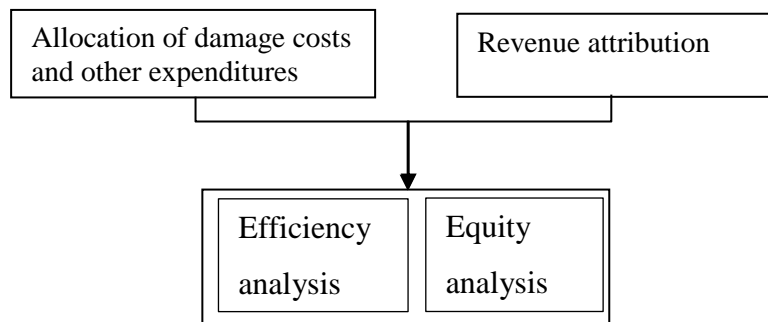 Allocation of damage costs
and other expenditures
Revenue attribution
Efficiency
analysis
Equity
analysis